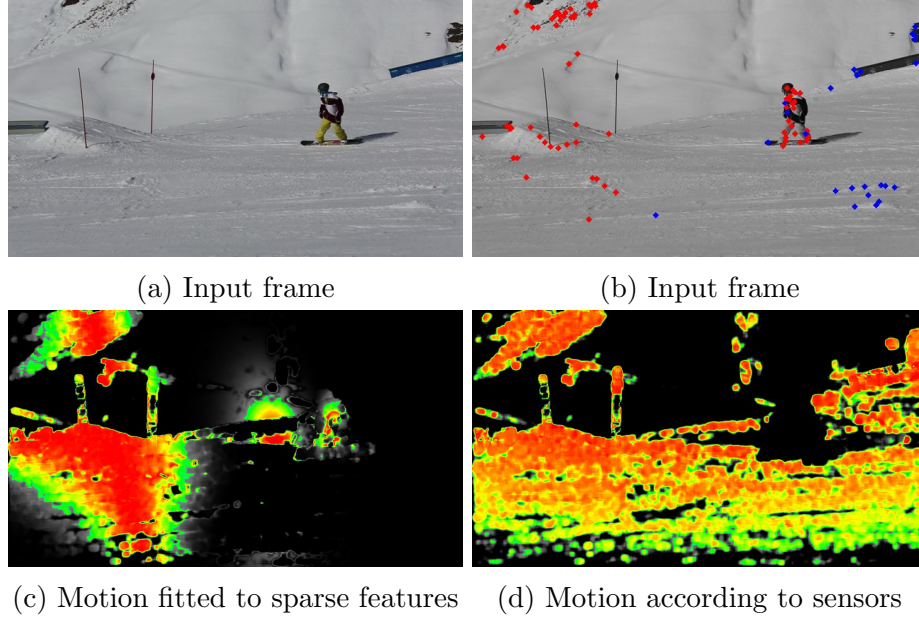 (a) Input frame
(b) Input frame
(c) Motion fitted to sparse features
(d) Motion according to sensors